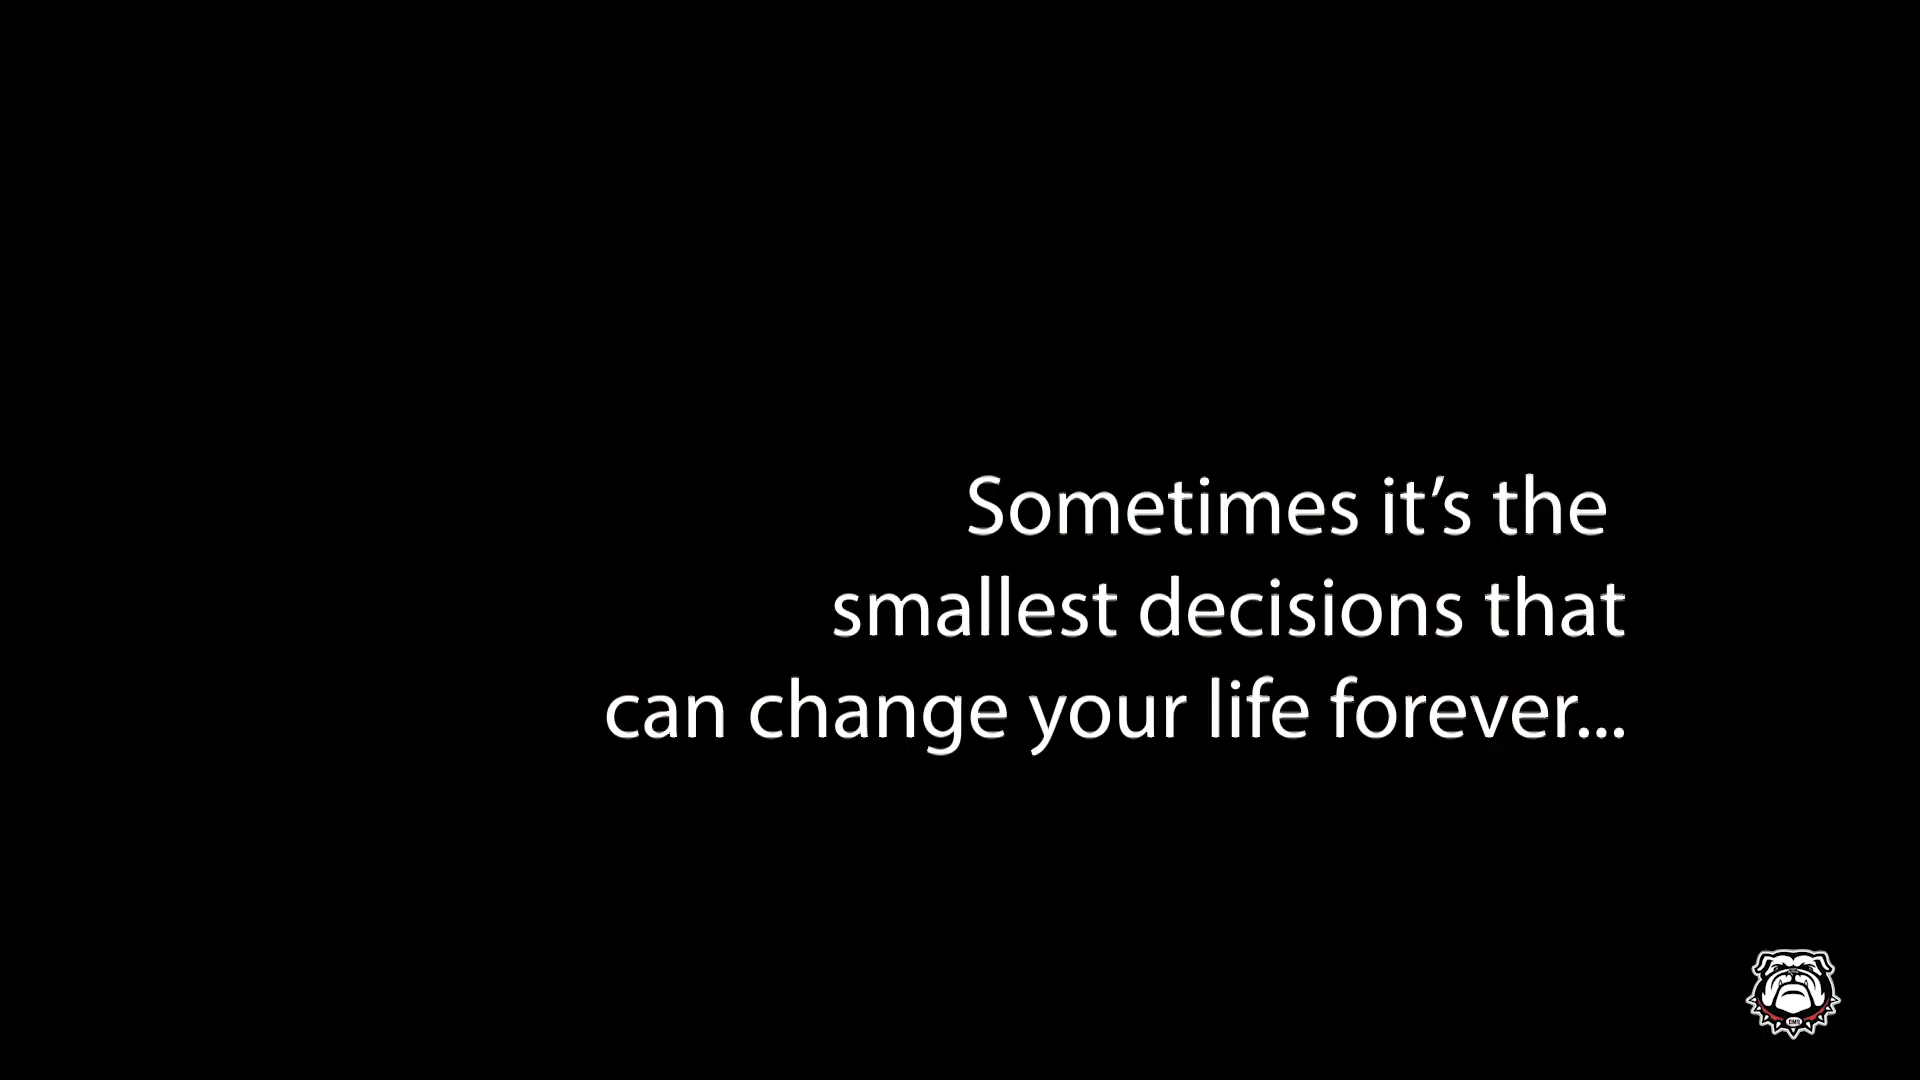 Sometimes it’s the
smallest decisions that
can change your life forever...